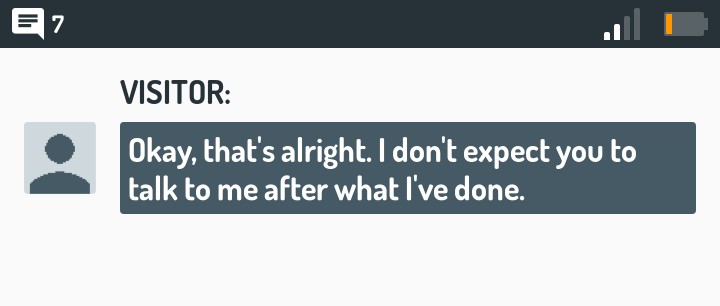 7
VISITOR:
Okay, that's alright. I don't expect you to
talk to me after what I've done.